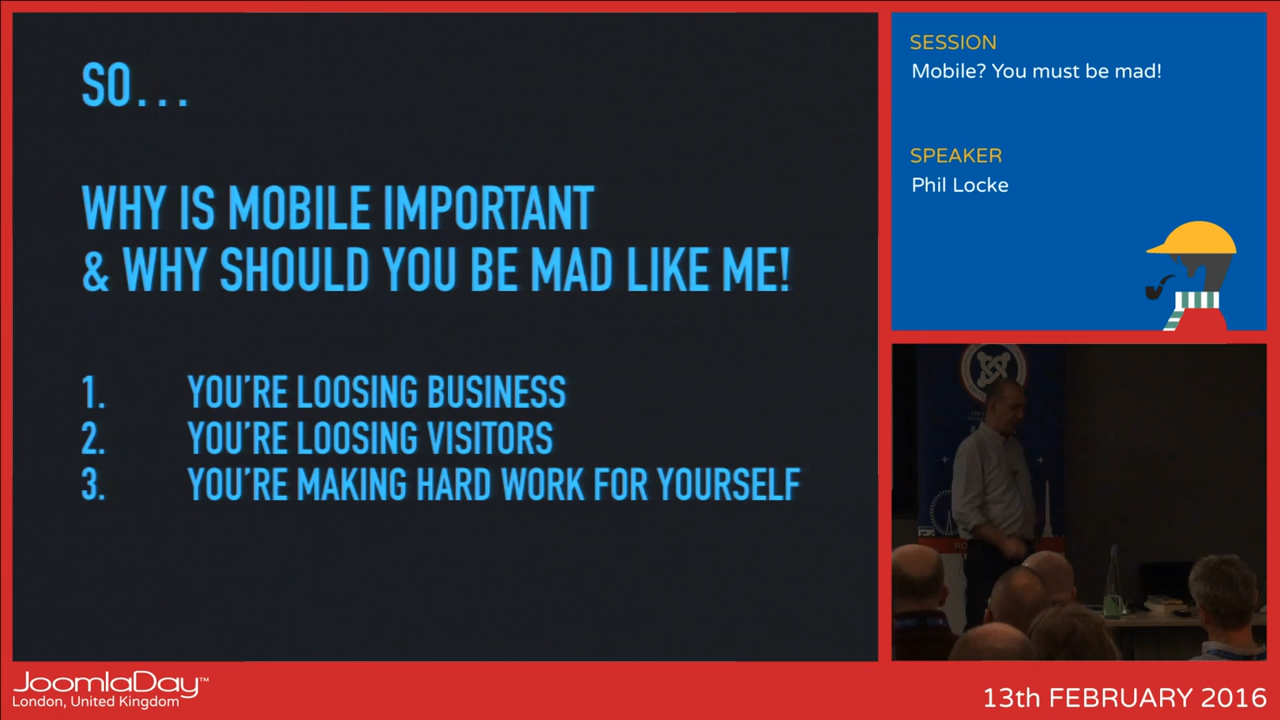 SO...
WHY IS MOBILE IMPORTANT
& WHY SHOULD YOU BE MAD LIKE ME!
1. YOU'RE LOOSING BUSINESS
2. YOU'RE LOOSING VISITORS
3. YOU'RE MAKING HARD WORK FOR YOURSELF
SESSION
Mobile? You must be mad!
SPEAKER
Phil Locke
JoomlaDay™
London, United Kingdom
13th FEBRUARY 2016